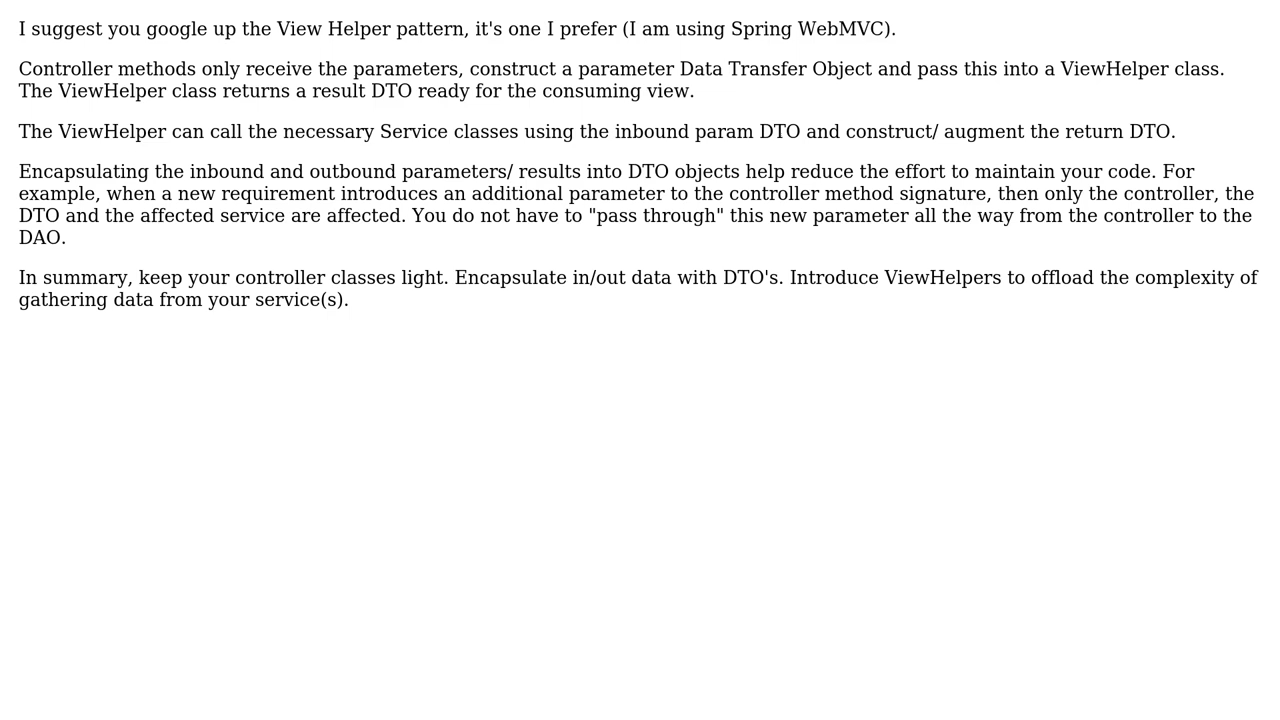 I suggest you google up the View Helper pattern, it's one I prefer (I am using Spring WebMVC).
Controller methods only receive the parameters, construct a parameter Data Transfer Object and pass this into a ViewHelper class.
The ViewHelper class returns a result DTO ready for the consuming view.
The ViewHelper can call the necessary Service classes using the inbound param DTO and construct/ augment the return DTO.
Encapsulating the inbound and outbound parameters/ results into DTO objects help reduce the effort to maintain your code. For
example, when a new requirement introduces an additional parameter to the controller method signature, then only the controller, the
DTO and the affected service are affected. You do not have to "pass through" this new parameter all the way from the controller to the
DAO.
In summary, keep your controller classes light. Encapsulate in/out data with DTO's. Introduce ViewHelpers to offload the complexity of
gathering data from your service(s).